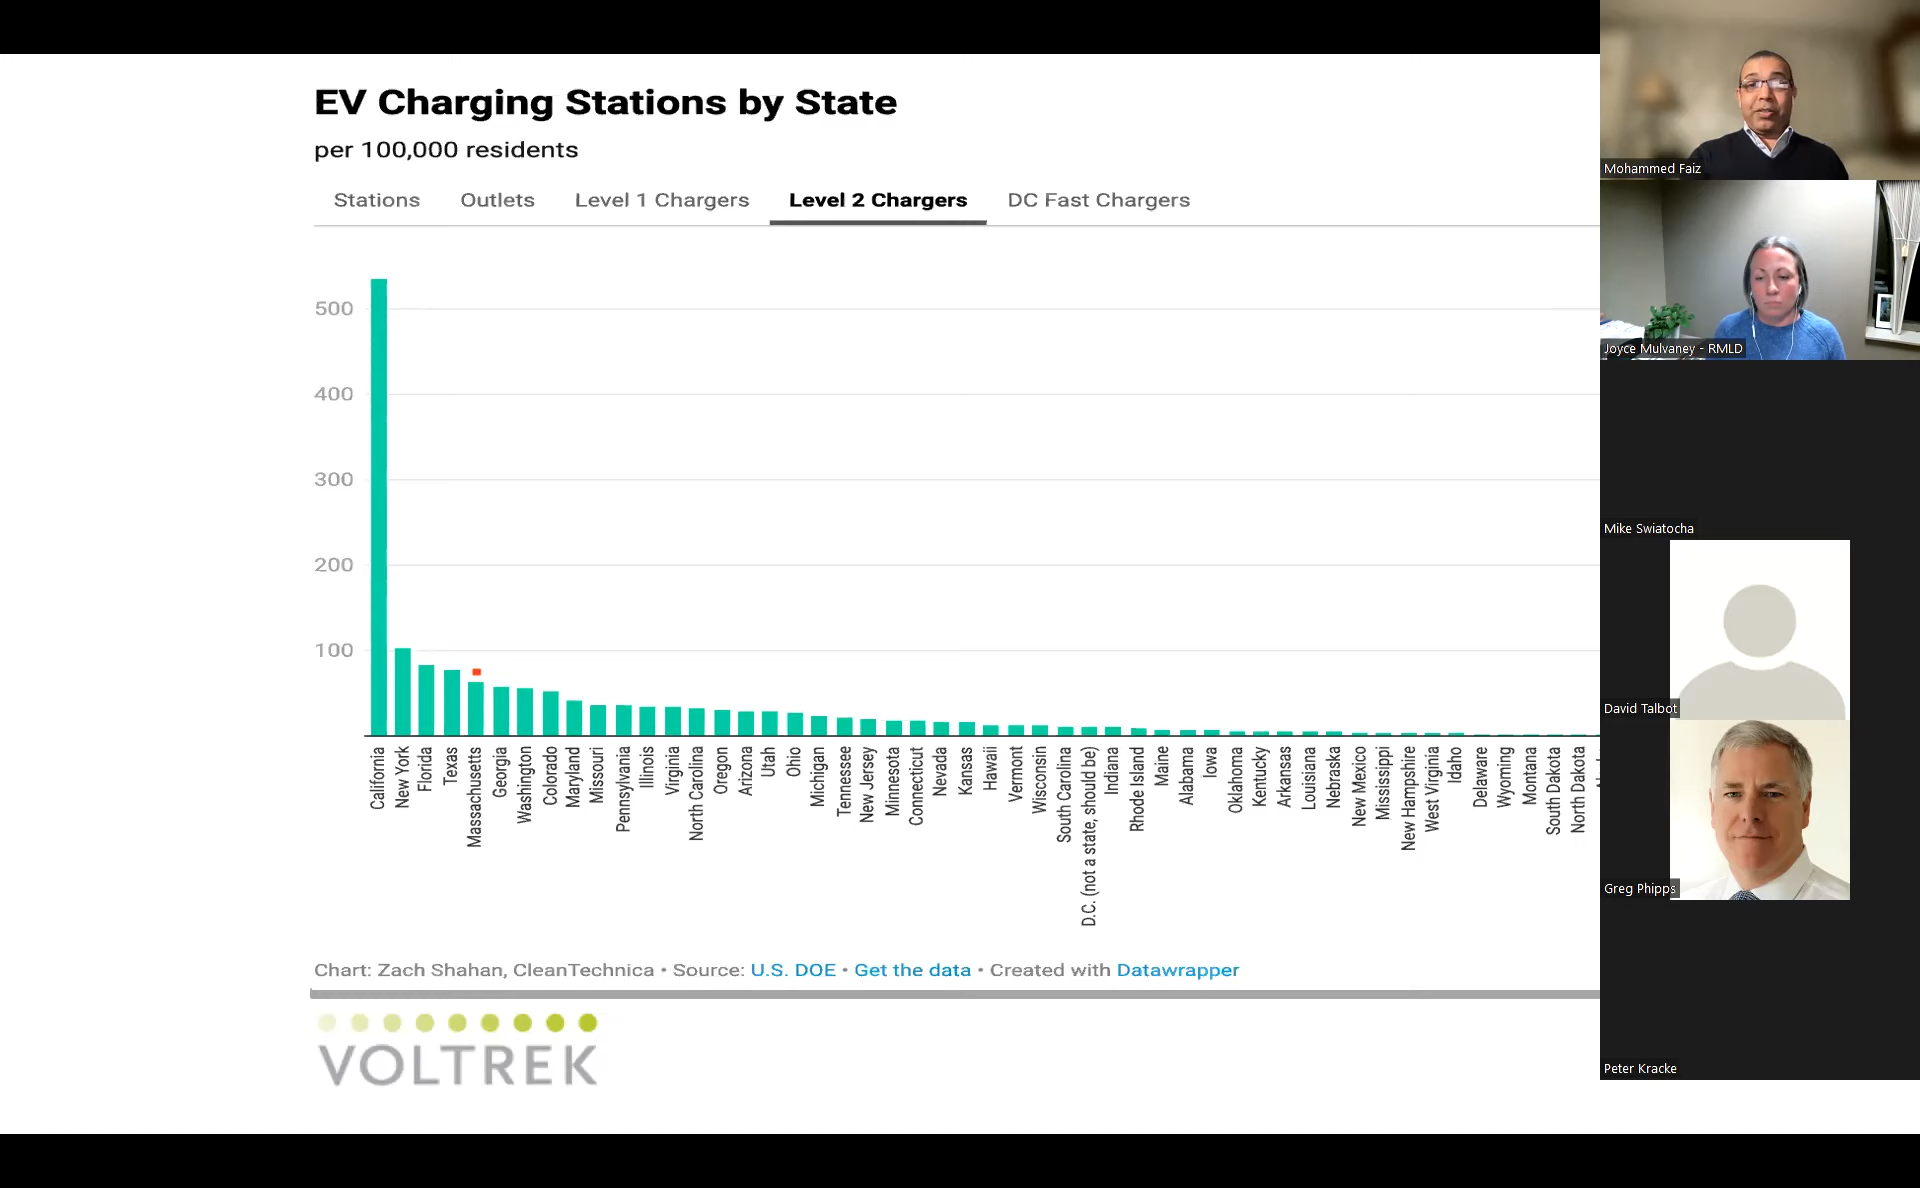 EV Charging Stations by State
per 100,000 residents
Stations Outlets Level 1 Chargers Level 2 Chargers DC Fast Chargers
500
400
300
200
100
California
New York
Florida
Texas
Massachusetts
Georgia
Washington
Colorado
Maryland
Missouri
Pennsylvania
Illinois
Virginia
North Carolina
Oregon
Arizona
Utah
Ohio
Michigan
Tennessee
New Jersey
Minnesota
Connecticut
Nevada
Kansas
Hawaii
Vermont
Wisconsin
South Carolina
D.C. (not a state, should be)
Indiana
Rhode Island
Maine
Alabama
Iowa
Oklahoma
Kentucky
Arkansas
Louisiana
Nebraska
New Mexico
Mississippi
New Hampshire
West Virginia
Idaho
Delaware
Wyoming
Montana
South Dakota
North Dakota
Chart: Zach Shahan, CleanTechnica • Source: U.S. DOE • Get the data • Created with Datawrapper
VOLTREK
Mohammed Faiz
Joyce Mulvaney - RMLD
Mike Swiatocha
David Talbot
Greg Phipps
Peter Kracke